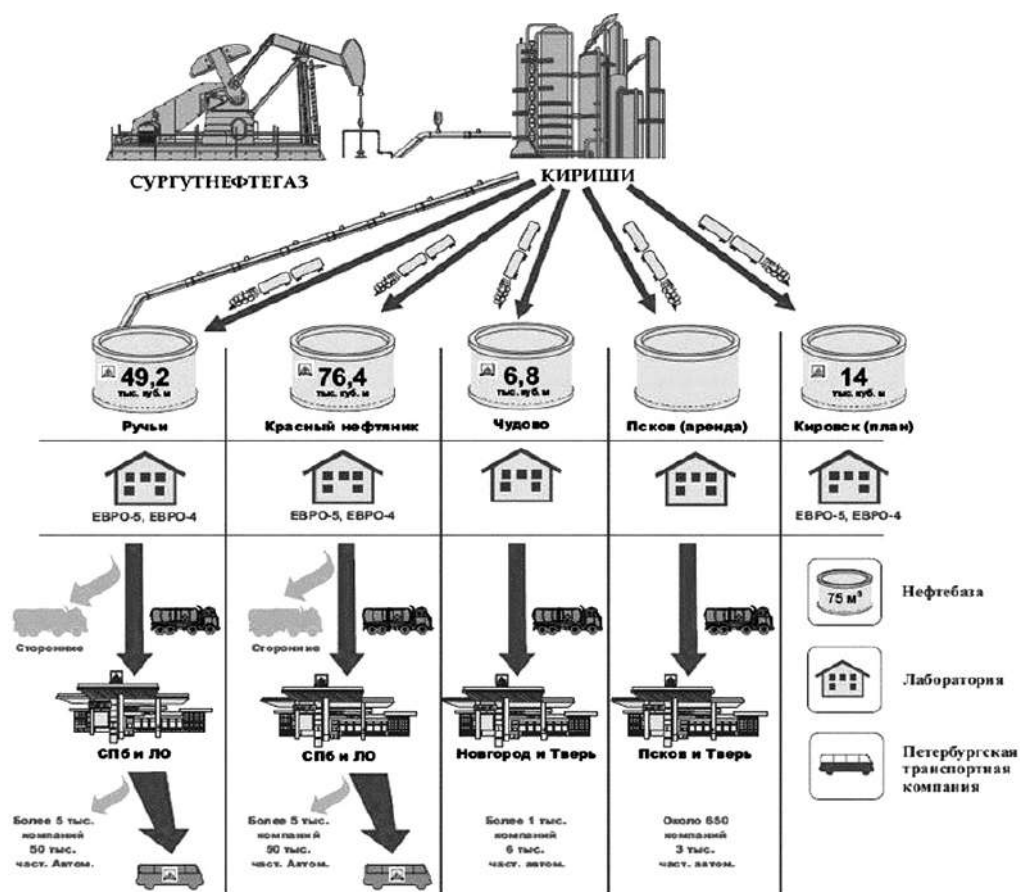 СУРГУТНЕФТЕГАЗ
КИРИШИ
49,2
тыс. куб. м
76,4
тыс. куб. м
6,8
тыс. куб. м
14
тыс. куб. м
Ручьи
Красный нефтяник
Чудово
Псков (аренда)
Кировск (план)
ЕВРО-5, ЕВРО-4
ЕВРО-5, ЕВРО-4
ЕВРО-5, ЕВРО-4
75 м³
Нефтебаза
Сторонние
Сторонние
Лаборатория
СПб и ЛО
СПб и ЛО
Новгород и Тверь
Псков и Тверь
Петербургская
транспортная
компания
Более 5 тыс.
компаний
50 тыс.
част. Автом.
Более 5 тыс.
компаний
50 тыс.
част. Автом.
Более 1 тыс.
компаний
6 тыс.
част. автом.
Около 650
компаний
3 тыс.
част. автом.